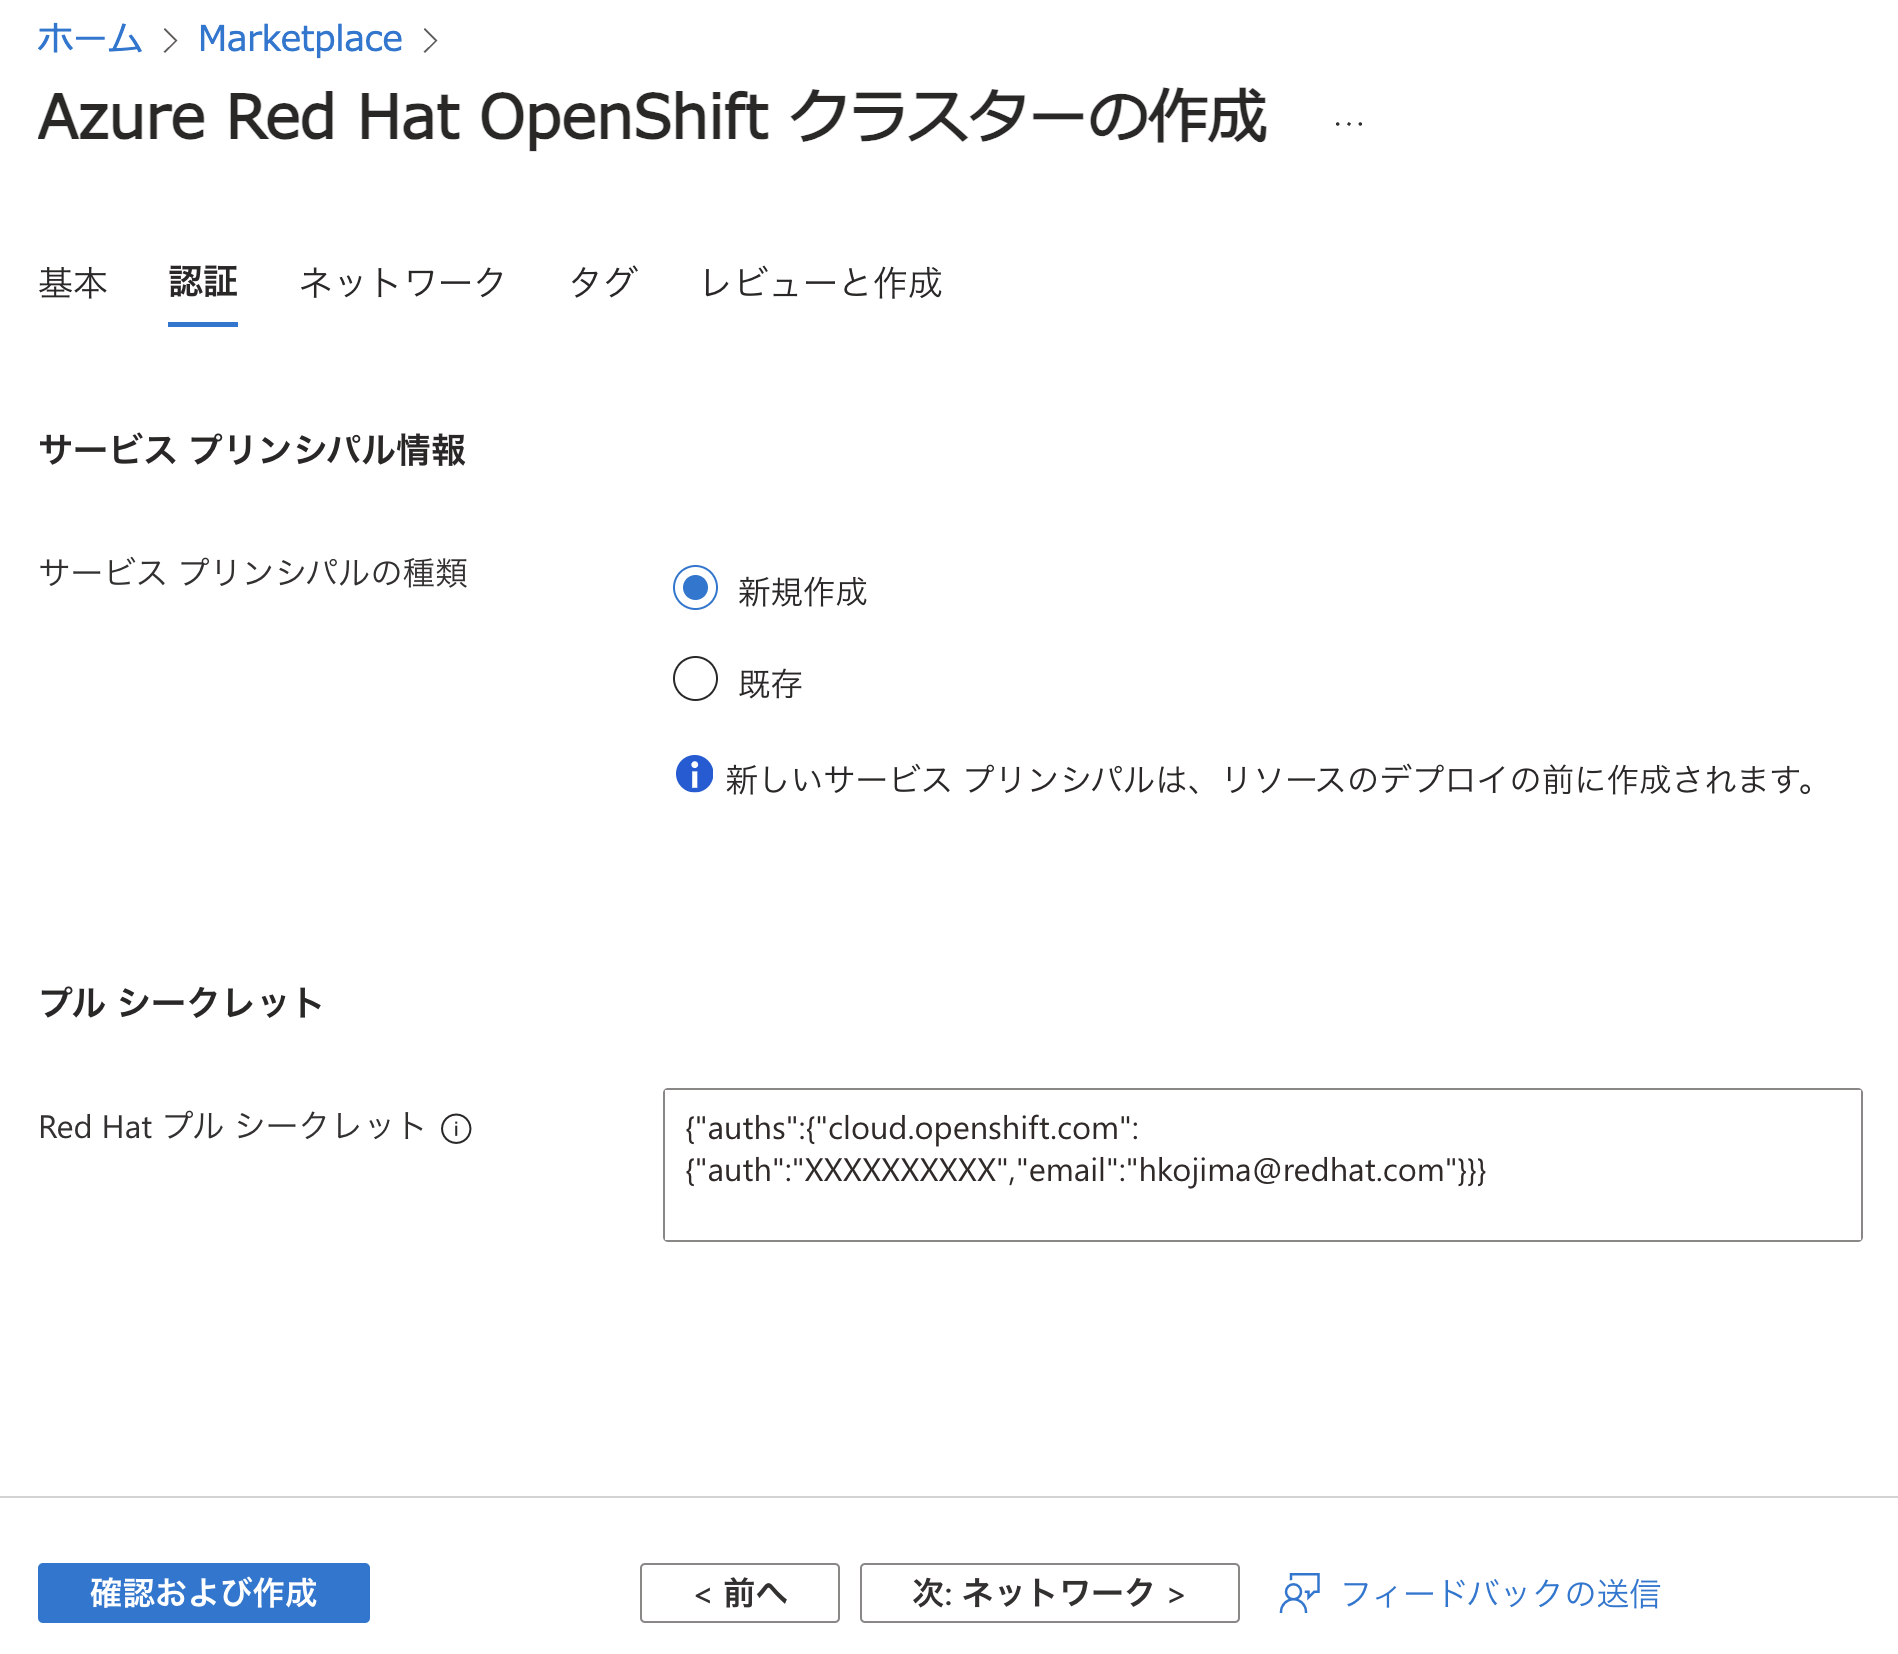 ホーム > Marketplace >
Azure Red Hat OpenShift クラスターの作成 ...
基本 認証 ネットワーク タグ レビューと作成
サービス プリンシパル情報
サービス プリンシパルの種類
新規作成
既存
新しいサービス プリンシパルは、リソースのデプロイの前に作成されます。
プル シークレット
Red Hat プル シークレット
{"auths":{"cloud.openshift.com":
{"auth":"XXXXXXXXXX","email":"hkojima@redhat.com"}}}
確認および作成 < 前へ 次: ネットワーク > フィードバックの送信